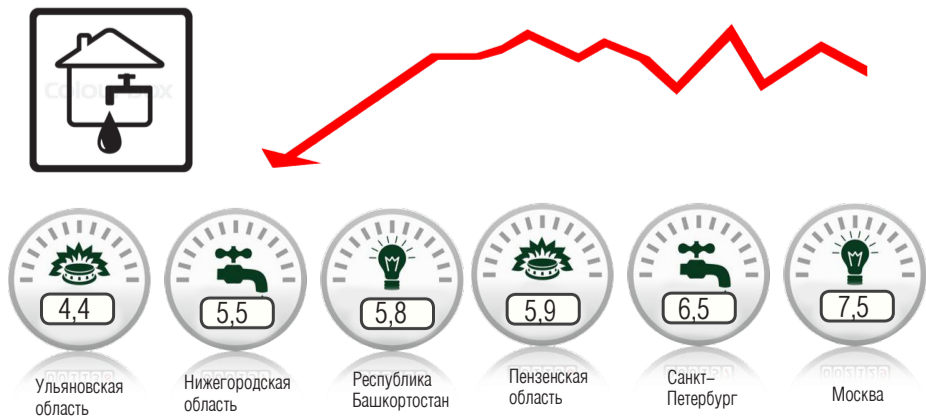 colourbox
4,4
5,5
5,8
5,9
6,5
7,5
Ульяновская
область
Нижегородская
область
Республика
Башкортостан
Пензенская
область
Санкт–
Петербург
Москва